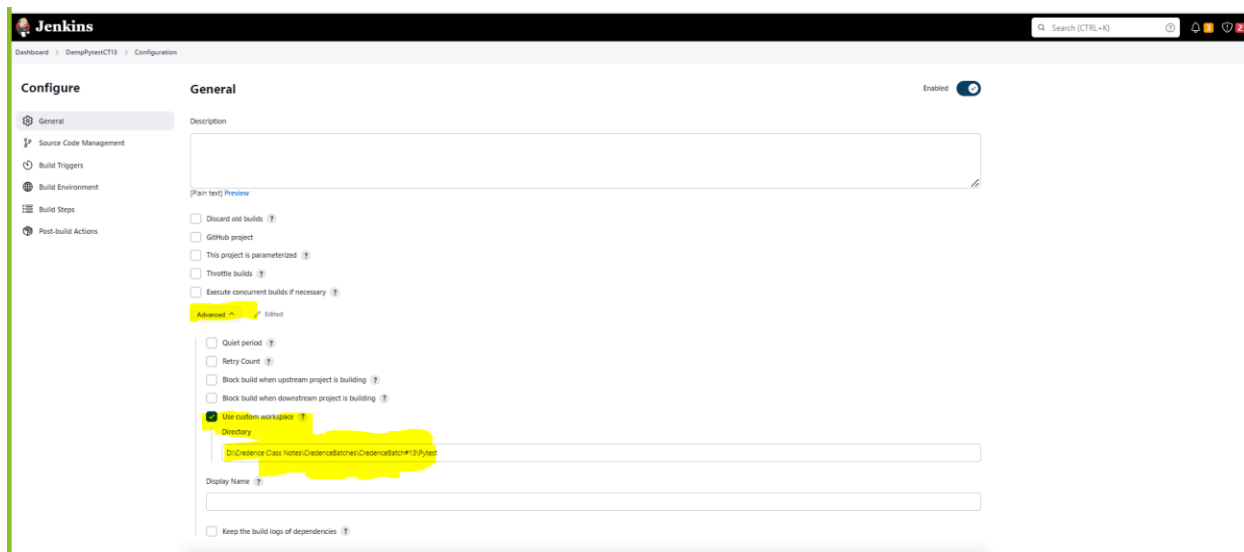 Jenkins
Search (CTRL+K)
3
2
Dashboard > DempPytestCT13 > Configuration
Configure
General
Source Code Management
Build Triggers
Build Environment
Build Steps
Post-build Actions
General
Enabled
Description
[Plain text] Preview
Discard old builds ?
GitHub project
This project is parameterized ?
Throttle builds ?
Execute concurrent builds if necessary ?
Advanced
Edited
Quiet period ?
Retry Count ?
Block build when upstream project is building ?
Block build when downstream project is building ?
Use custom workspace ?
Directory
D:\Credence Class Notes\CredenceBatches\CredenceBatch#13\Pytest
Display Name ?
Keep the build logs of dependencies ?